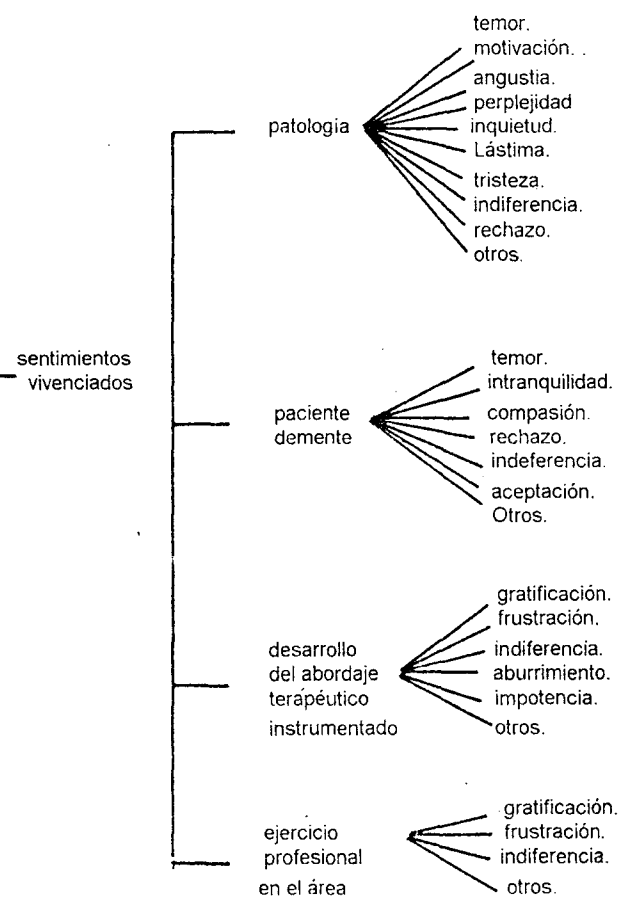 sentimientos
vivenciados
patologia
temor.
motivación. .
angustia.
perplejidad
inquietud.
Lástima.
tristeza.
indiferencia.
rechazo.
otros.
paciente
demente
temor.
intranquilidad.
compasión.
rechazo.
indeferencia.
aceptación.
Otros.
desarrollo
del abordaje
terapéutico
instrumentado
gratificación.
frustración.
indiferencia.
aburrimiento.
impotencia.
otros.
ejercicio
profesional
en el área
gratificación.
frustración.
indiferencia.
otros.